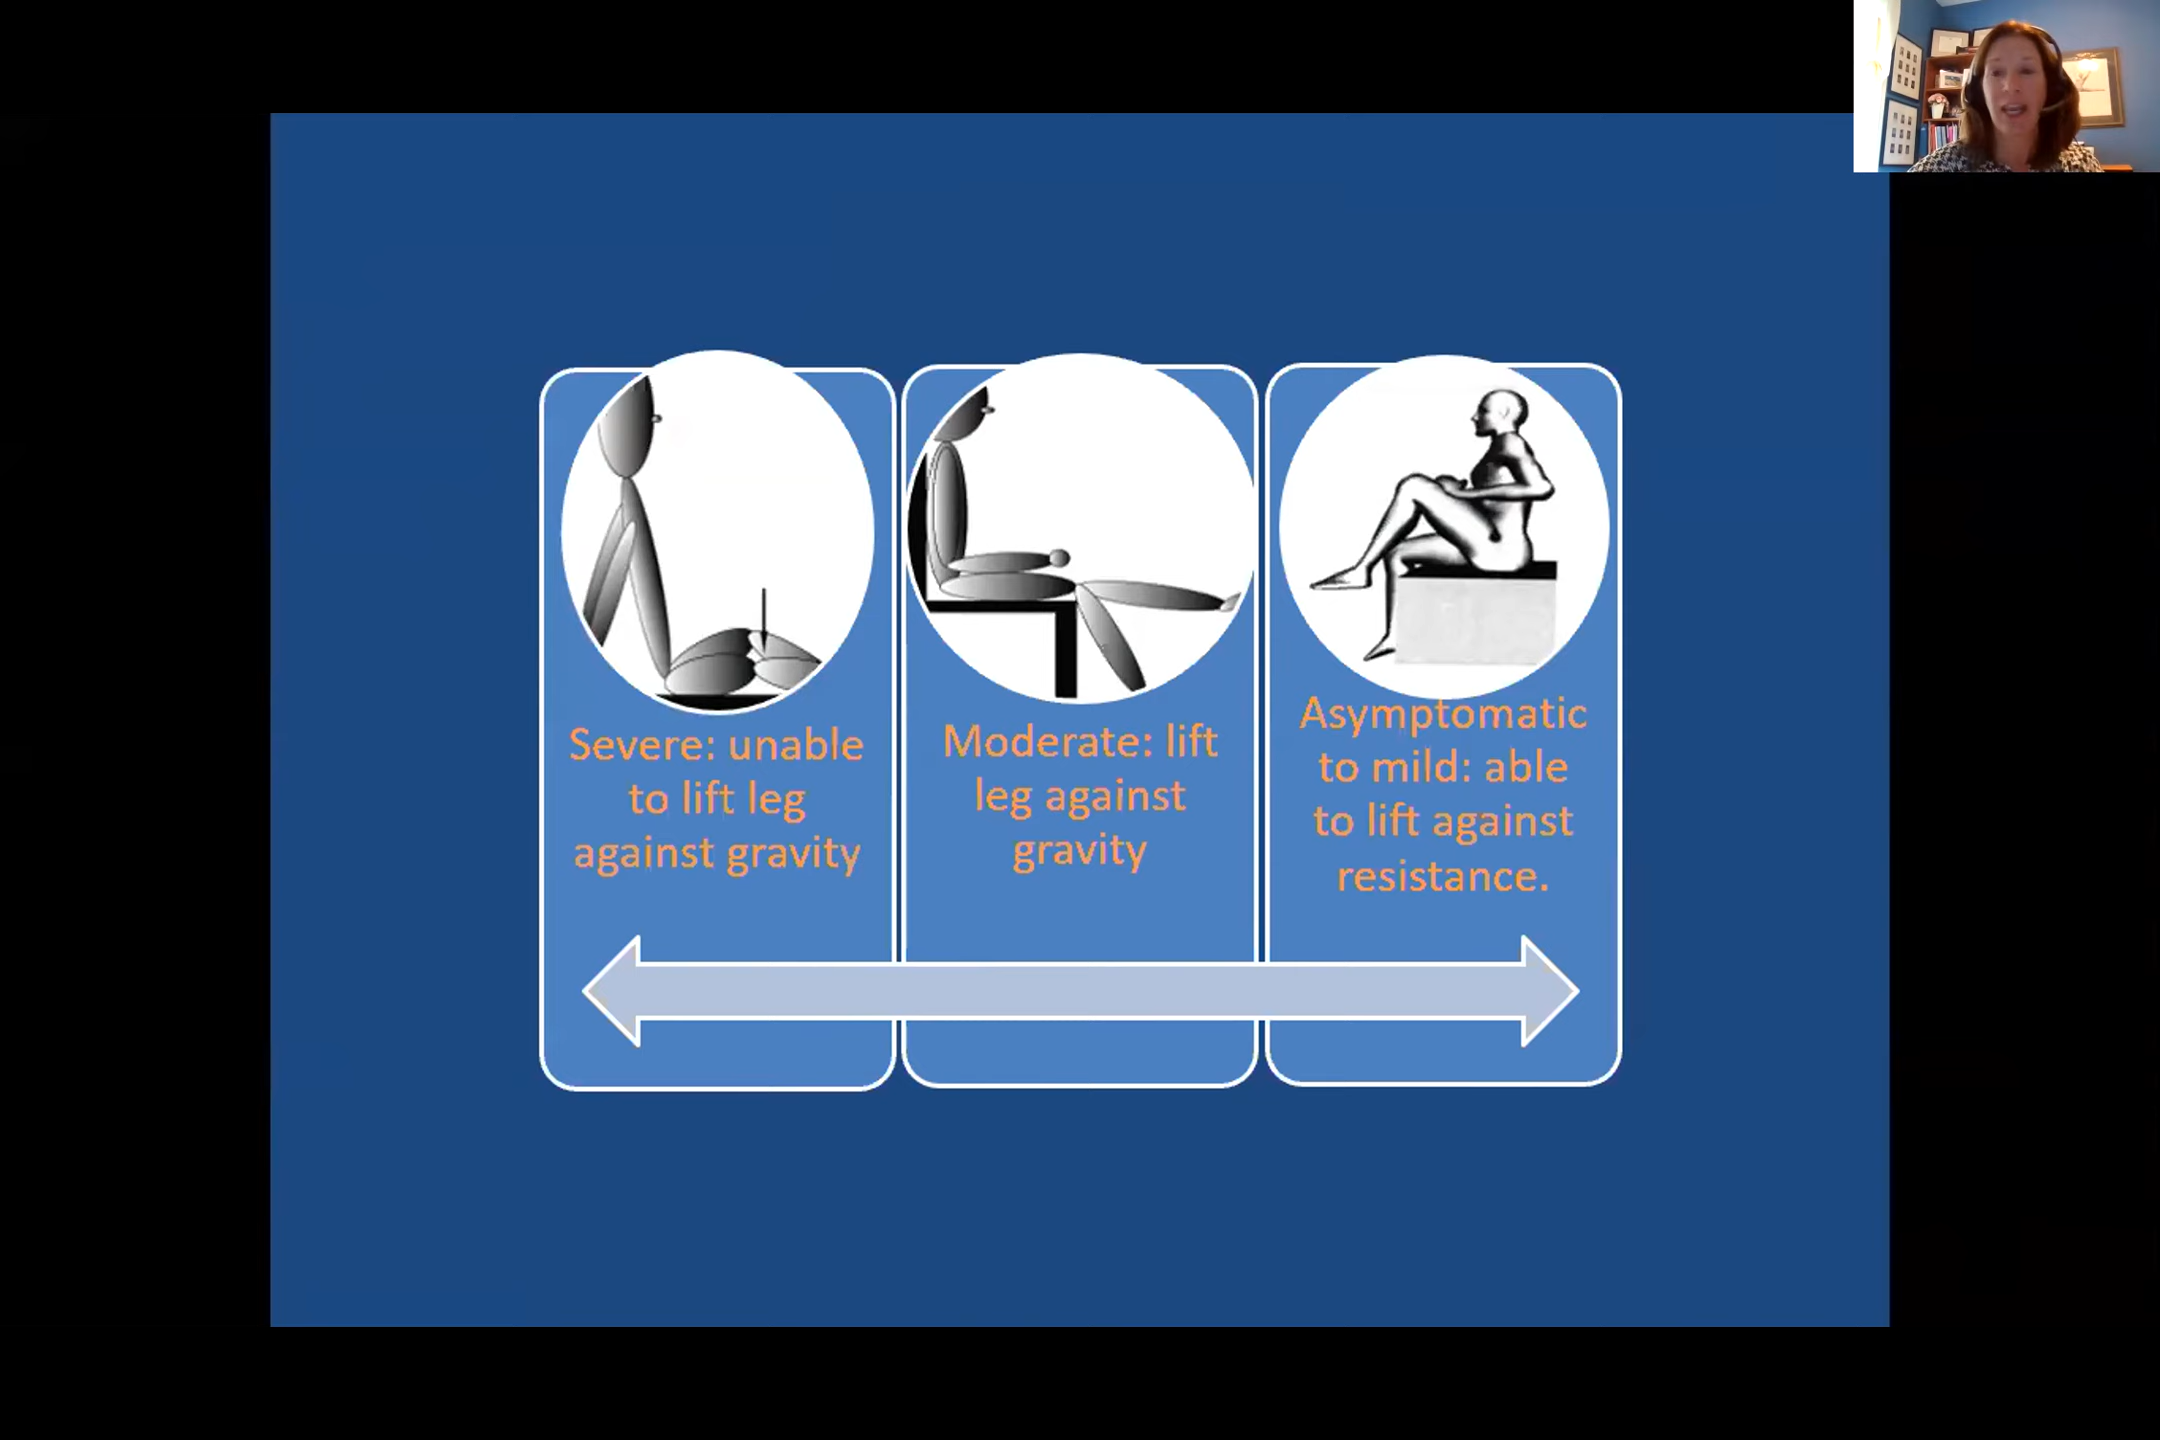 Severe: unable
to lift leg
against gravity
Moderate: lift
leg against
gravity
Asymptomatic
to mild: able
to lift against
resistance.